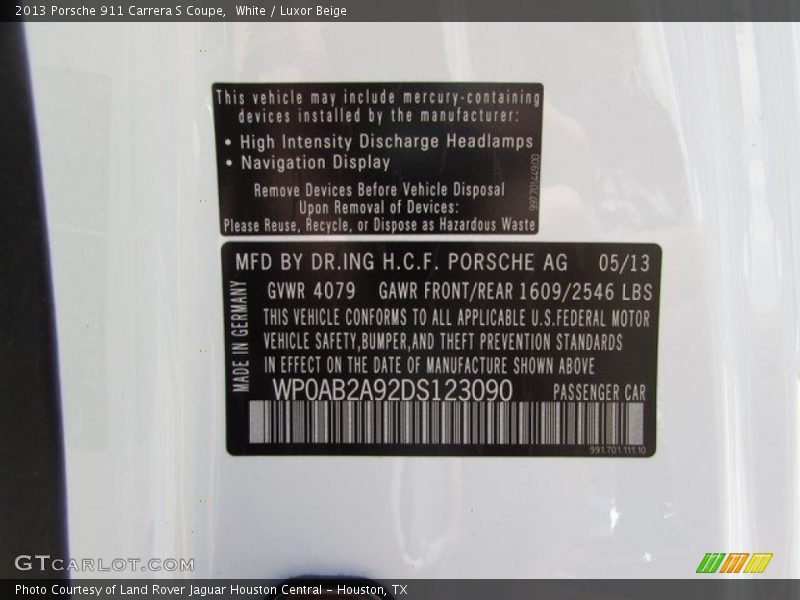 2013 Porsche 911 Carrera S Coupe,  White / Luxor Beige
This vehicle may include mercury-containing
devices installed by the manufacturer:
• High Intensity Discharge Headlamps
• Navigation Display
Remove Devices Before Vehicle Disposal
Upon Removal of Devices:
Please Reuse, Recycle, or Dispose as Hazardous Waste
MFD BY DR.ING H.C.F. PORSCHE AG 05/13
GVWR 4079 GAWR FRONT/REAR 1609/2546 LBS
THIS VEHICLE CONFORMS TO ALL APPLICABLE U.S.FEDERAL MOTOR
VEHICLE SAFETY,BUMPER,AND THEFT PREVENTION STANDARDS
IN EFFECT ON THE DATE OF MANUFACTURE SHOWN ABOVE
MADE IN GERMANY
WP0AB2A92DS123090 PASSENGER CAR
991.701.111.10
GTCARLOT.COM
Photo Courtesy of Land Rover Jaguar Houston Central – Houston, TX